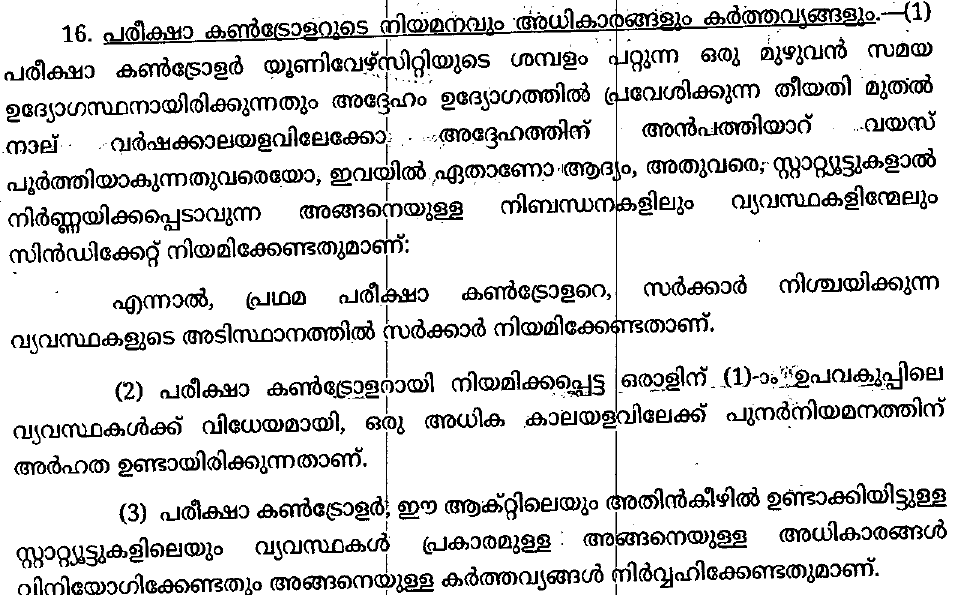 16. പരീക്ഷാ കൺട്രോളറുടെ നിയമനവും അധികാരങ്ങളും കർത്തവ്യങ്ങളും.—(1)
പരീക്ഷാ കൺട്രോളർ യൂണിവേഴ്സിറ്റിയുടെ ശമ്പളം പറ്റുന്ന ഒരു മുഴുവൻ സമയ
ഉദ്യോഗസ്ഥനായിരിക്കുന്നതും അദ്ദേഹം ഉദ്യോഗത്തിൽ പ്രവേശിക്കുന്ന തീയതി മുതൽ
നാല് വർഷക്കാലയളവിലേക്കോ അദ്ദേഹത്തിന് അൻപത്തിയാറ് വയസ്
പൂർത്തിയാകുന്നതുവരെയോ, ഇവയിൽ ഏതാണോ ആദ്യം, അതുവരെ, സ്റ്റാറ്റ്യൂട്ടുകളാൽ
നിർണ്ണയിക്കപ്പെടാവുന്ന അങ്ങനെയുള്ള നിബന്ധനകളിലും വ്യവസ്ഥകളിന്മേലും
സിൻഡിക്കേറ്റ് നിയമിക്കേണ്ടതുമാണ്:
എന്നാൽ, പ്രഥമ പരീക്ഷാ കൺട്രോളറെ, സർക്കാർ നിശ്ചയിക്കുന്ന
വ്യവസ്ഥകളുടെ അടിസ്ഥാനത്തിൽ സർക്കാർ നിയമിക്കേണ്ടതാണ്.
(2) പരീക്ഷാ കൺട്രോളറായി നിയമിക്കപ്പെട്ട ഒരാളിന് (1)-ാം ഉപവകുപ്പിലെ
വ്യവസ്ഥകൾക്ക് വിധേയമായി, ഒരു അധിക കാലയളവിലേക്ക് പുനർനിയമനത്തിന്
അർഹത ഉണ്ടായിരിക്കുന്നതാണ്.
(3) പരീക്ഷാ കൺട്രോളർ, ഈ ആക്റ്റിലെയും അതിൻകീഴിൽ ഉണ്ടാക്കിയിട്ടുള്ള
സ്റ്റാറ്റ്യൂട്ടുകളിലെയും വ്യവസ്ഥകൾ പ്രകാരമുള്ള അങ്ങനെയുള്ള അധികാരങ്ങൾ
വിനിയോഗിക്കേണ്ടതും അങ്ങനെയുള്ള കർത്തവ്യങ്ങൾ നിർവ്വഹിക്കേണ്ടതുമാണ്.